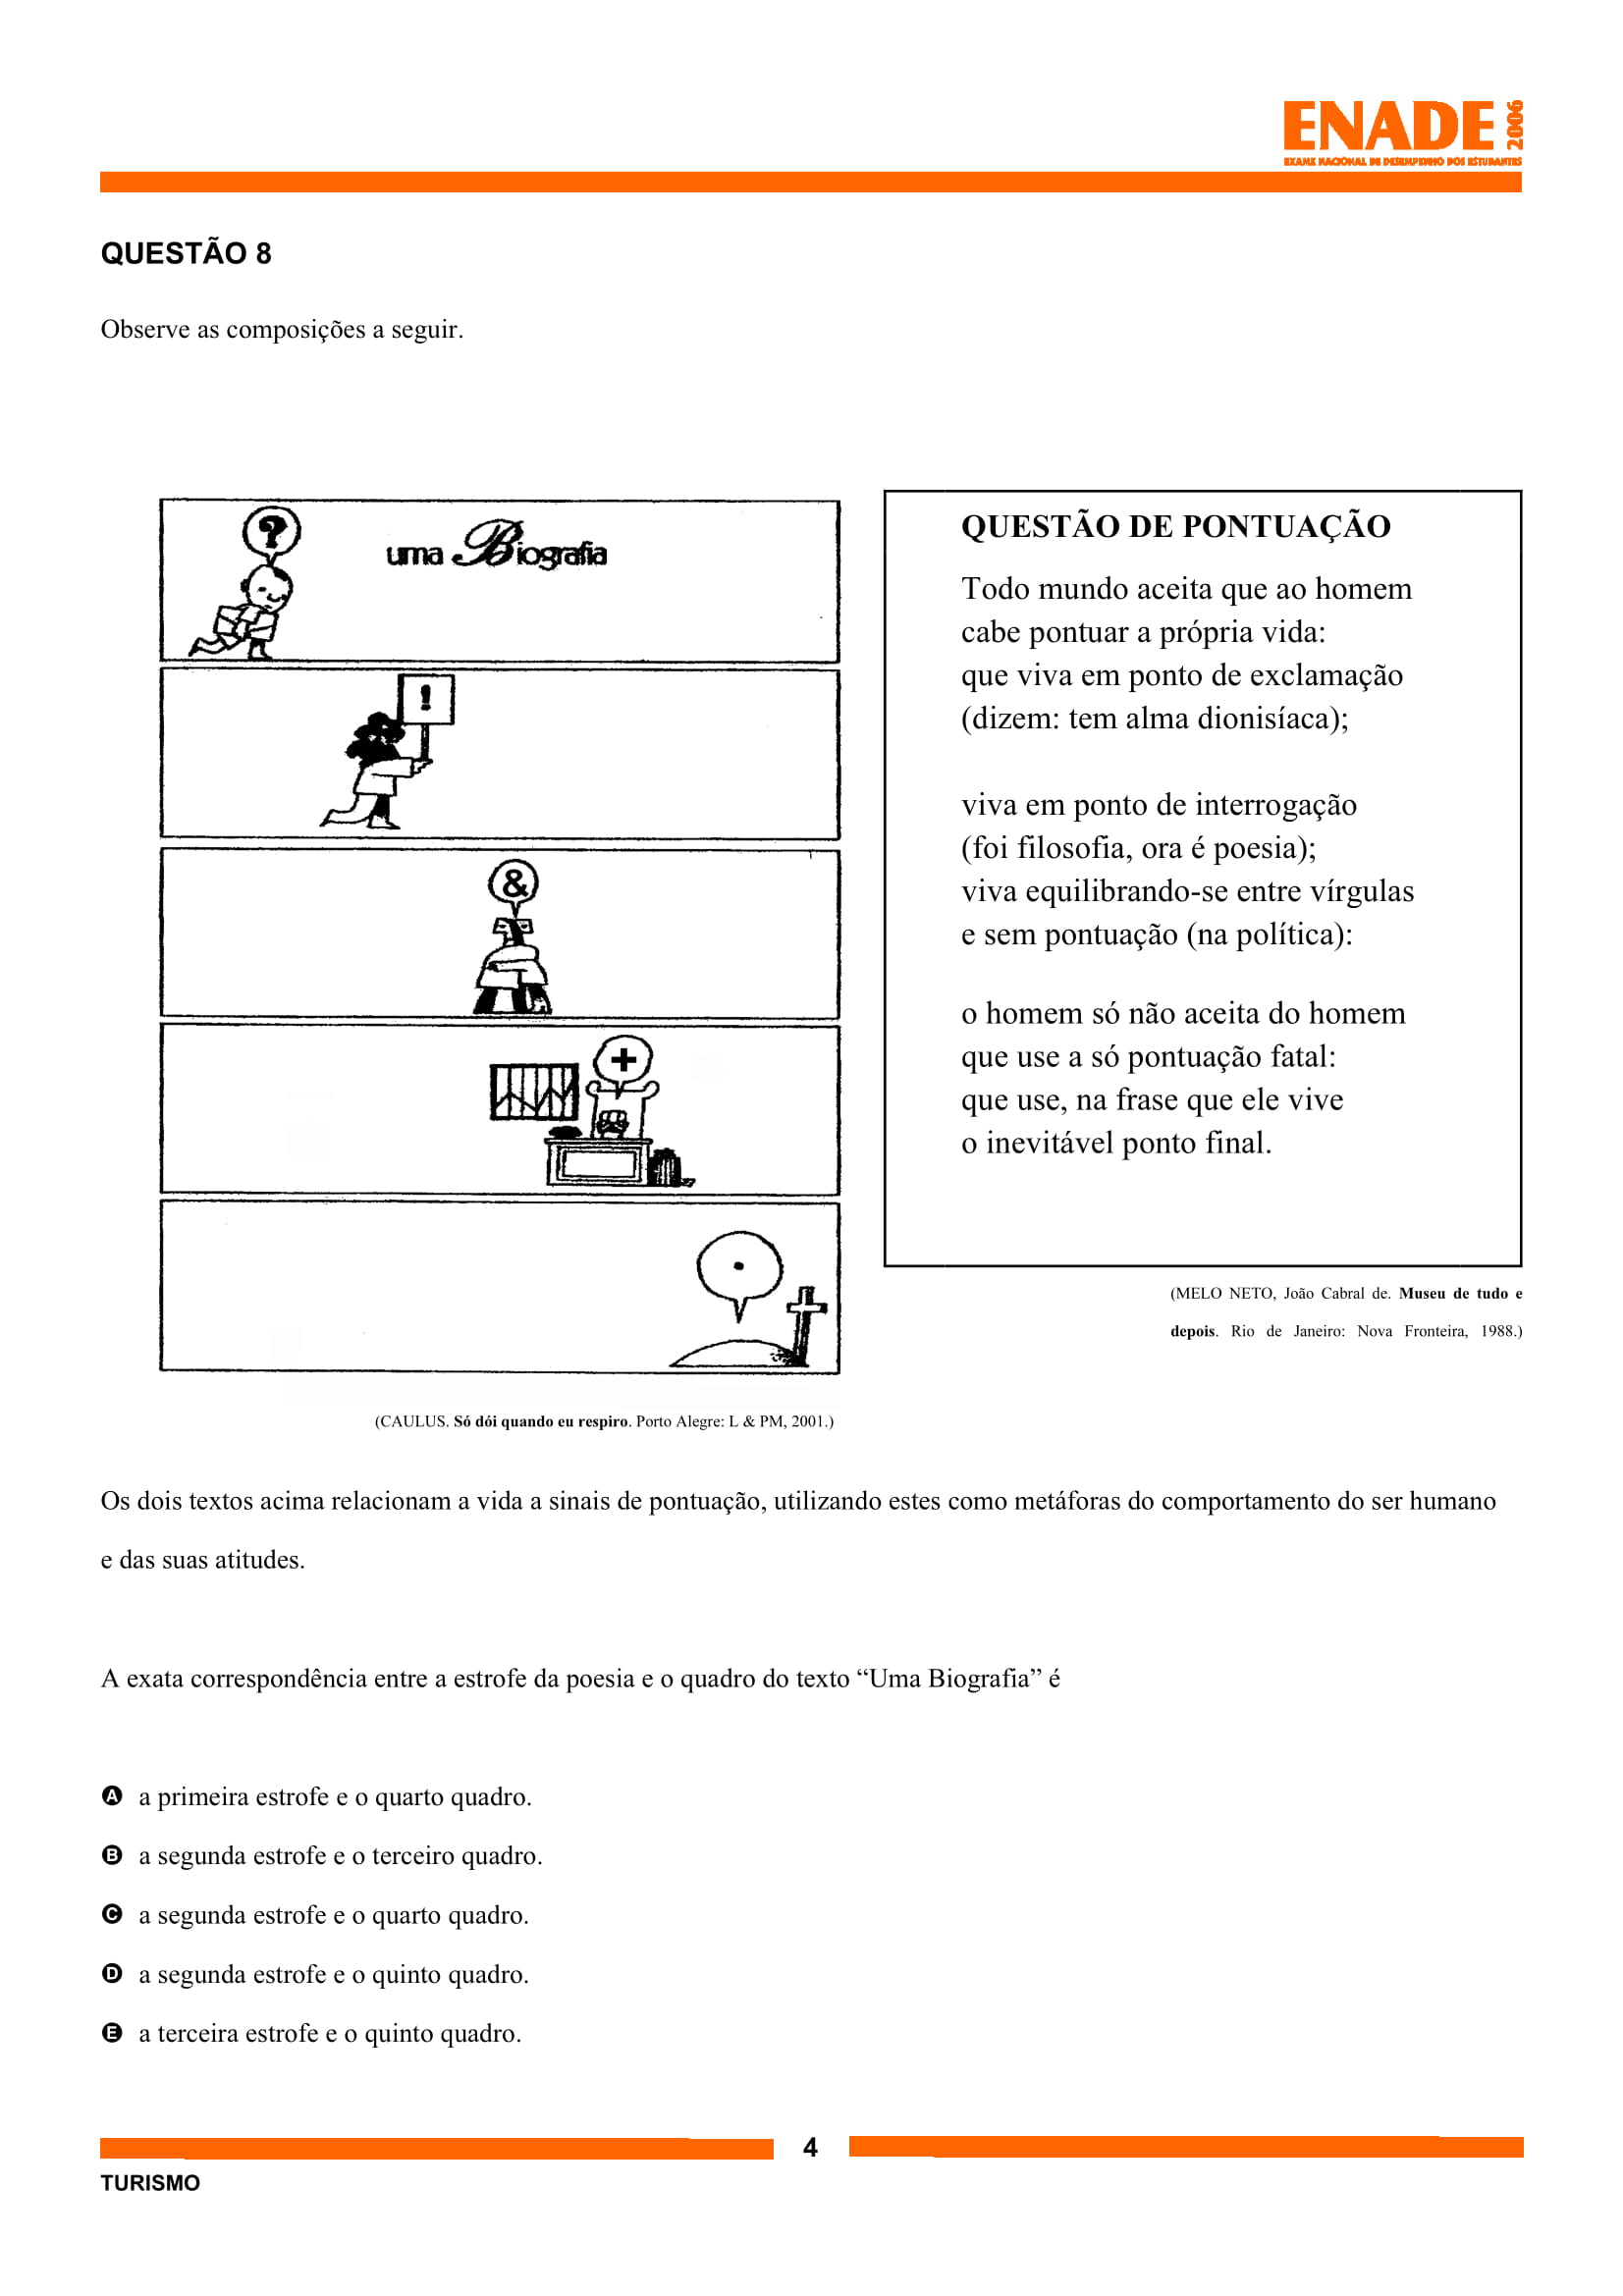 ENADE 2006
EXAME NACIONAL DE DESEMPENHO DOS ESTUDANTES
QUESTÃO 8
Observe as composições a seguir.
?
uma Biografia
!
&
+
.
QUESTÃO DE PONTUAÇÃO
Todo mundo aceita que ao homem
cabe pontuar a própria vida:
que viva em ponto de exclamação
(dizem: tem alma dionisíaca);
viva em ponto de interrogação
(foi filosofia, ora é poesia);
viva equilibrando-se entre vírgulas
e sem pontuação (na política):
o homem só não aceita do homem
que use a só pontuação fatal:
que use, na frase que ele vive
o inevitável ponto final.
(MELO NETO, João Cabral de. Museu de tudo e
depois. Rio de Janeiro: Nova Fronteira, 1988.)
(CAULUS. Só dói quando eu respiro. Porto Alegre: L & PM, 2001.)
Os dois textos acima relacionam a vida a sinais de pontuação, utilizando estes como metáforas do comportamento do ser humano
e das suas atitudes.
A exata correspondência entre a estrofe da poesia e o quadro do texto “Uma Biografia” é
A a primeira estrofe e o quarto quadro.
B a segunda estrofe e o terceiro quadro.
C a segunda estrofe e o quarto quadro.
D a segunda estrofe e o quinto quadro.
E a terceira estrofe e o quinto quadro.
4
TURISMO